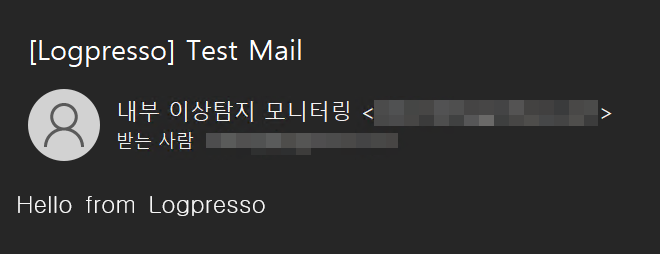 [Logpresso] Test Mail
내부 이상탐지 모니터링 < >
받는 사람
Hello from Logpresso